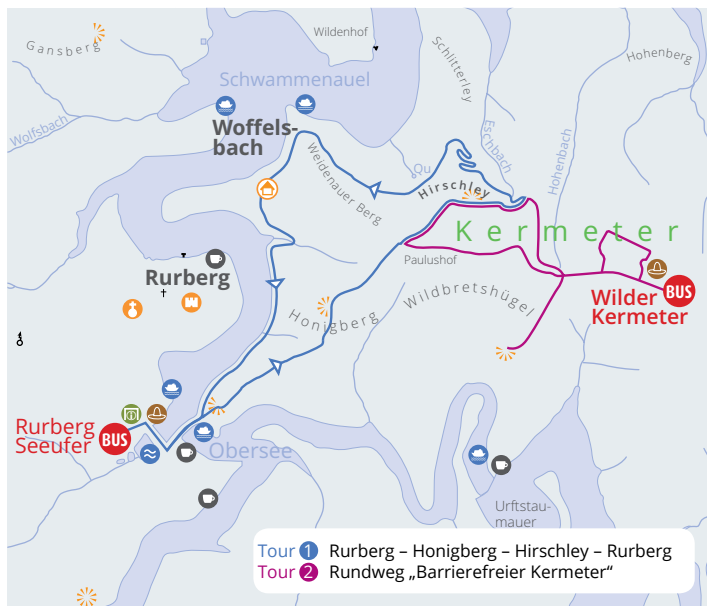 Wildenhof
Gansberg
Schlitterley
Hohenberg
Schwammenauel
Wolfsbach
Woffels-
bach
Eschbach
Hohenbach
Qu
Weidenauer Berg
Hirschley
Kermeter
Paulushof
Rurberg
Wildbretshügel
Wilder
Kermeter
BUS
Honigberg
Rurberg
Seeufer
BUS
Obersee
Urftstau-
mauer
Tour 1 Rurberg – Honigberg – Hirschley – Rurberg
Tour 2 Rundweg „Barrierefreier Kermeter“